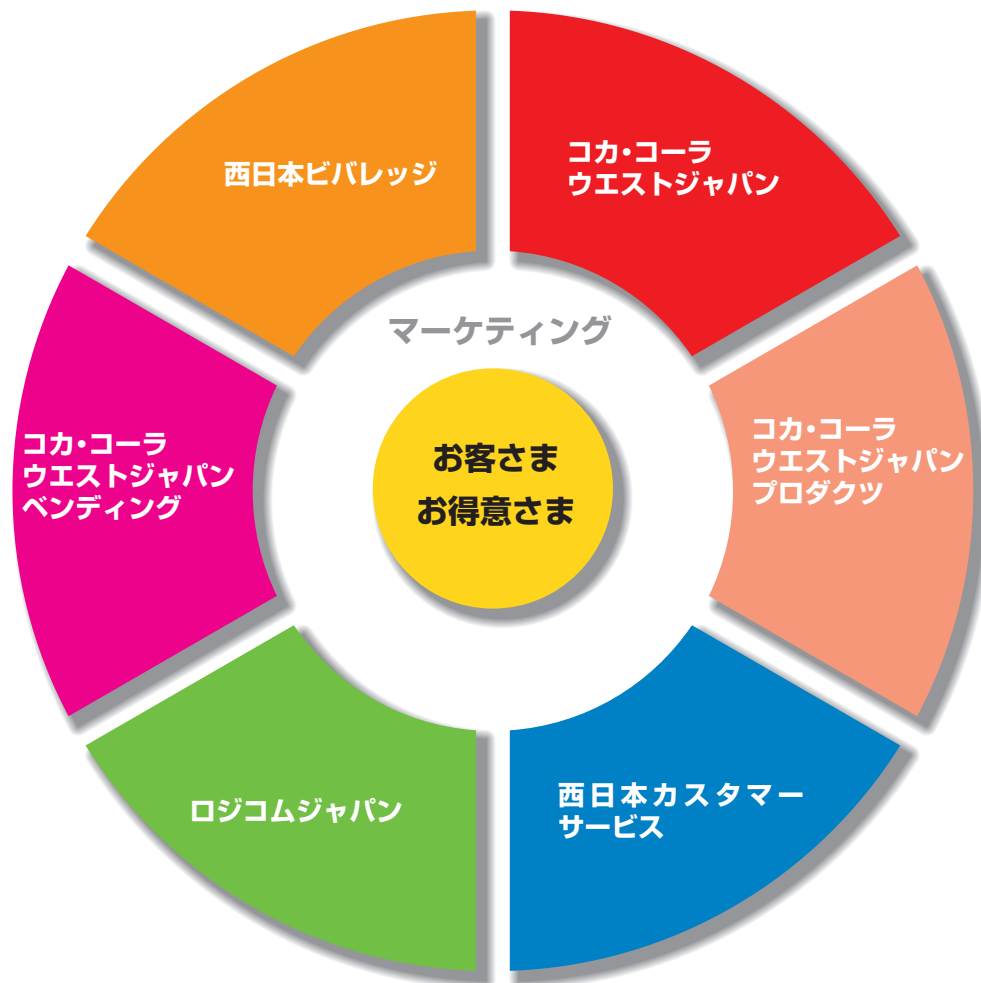 西日本ビバレッジ
コカ・コーラ
ウエストジャパン
マーケティング
お客さま
お得意さま
コカ・コーラ
ウエストジャパン
ベンディング
コカ・コーラ
ウエストジャパン
プロダクツ
ロジコムジャパン
西日本カスタマー
サービス